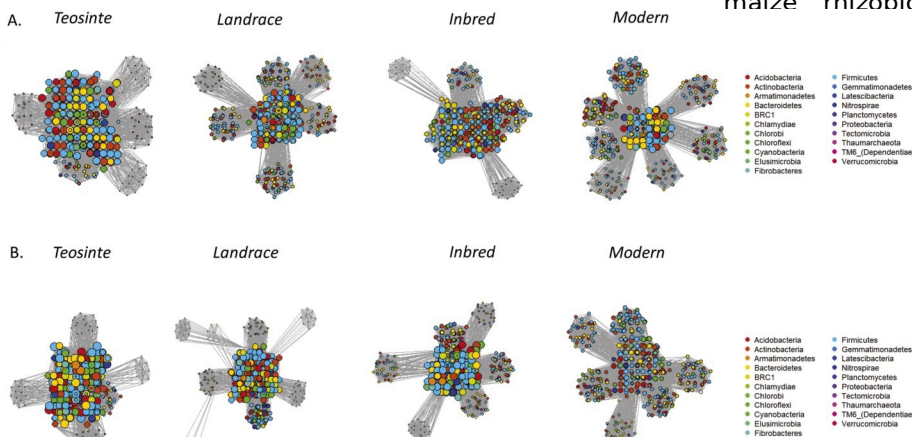 maize rhizobio
A.
Teosinte Landrace Inbred Modern
Acidobacteria Firmicutes
Actinobacteria Gemmatimonadetes
Armatimonadetes Latescibacteria
Bacteroidetes Nitrospirae
BRC1 Planctomycetes
Chlamydiae Proteobacteria
Chlorobi Tectomicrobia
Chloroflexi Thaumarchaeota
Cyanobacteria TM6_(Dependentiae
Elusimicrobia Verrucomicrobia
Fibrobacteres
B.
Teosinte Landrace Inbred Modern
Acidobacteria Firmicutes
Actinobacteria Gemmatimonadetes
Armatimonadetes Latescibacteria
Bacteroidetes Nitrospirae
BRC1 Planctomycetes
Chlamydiae Proteobacteria
Chlorobi Tectomicrobia
Chloroflexi Thaumarchaeota
Cyanobacteria TM6_(Dependentiae
Elusimicrobia Verrucomicrobia
Fibrobacteres